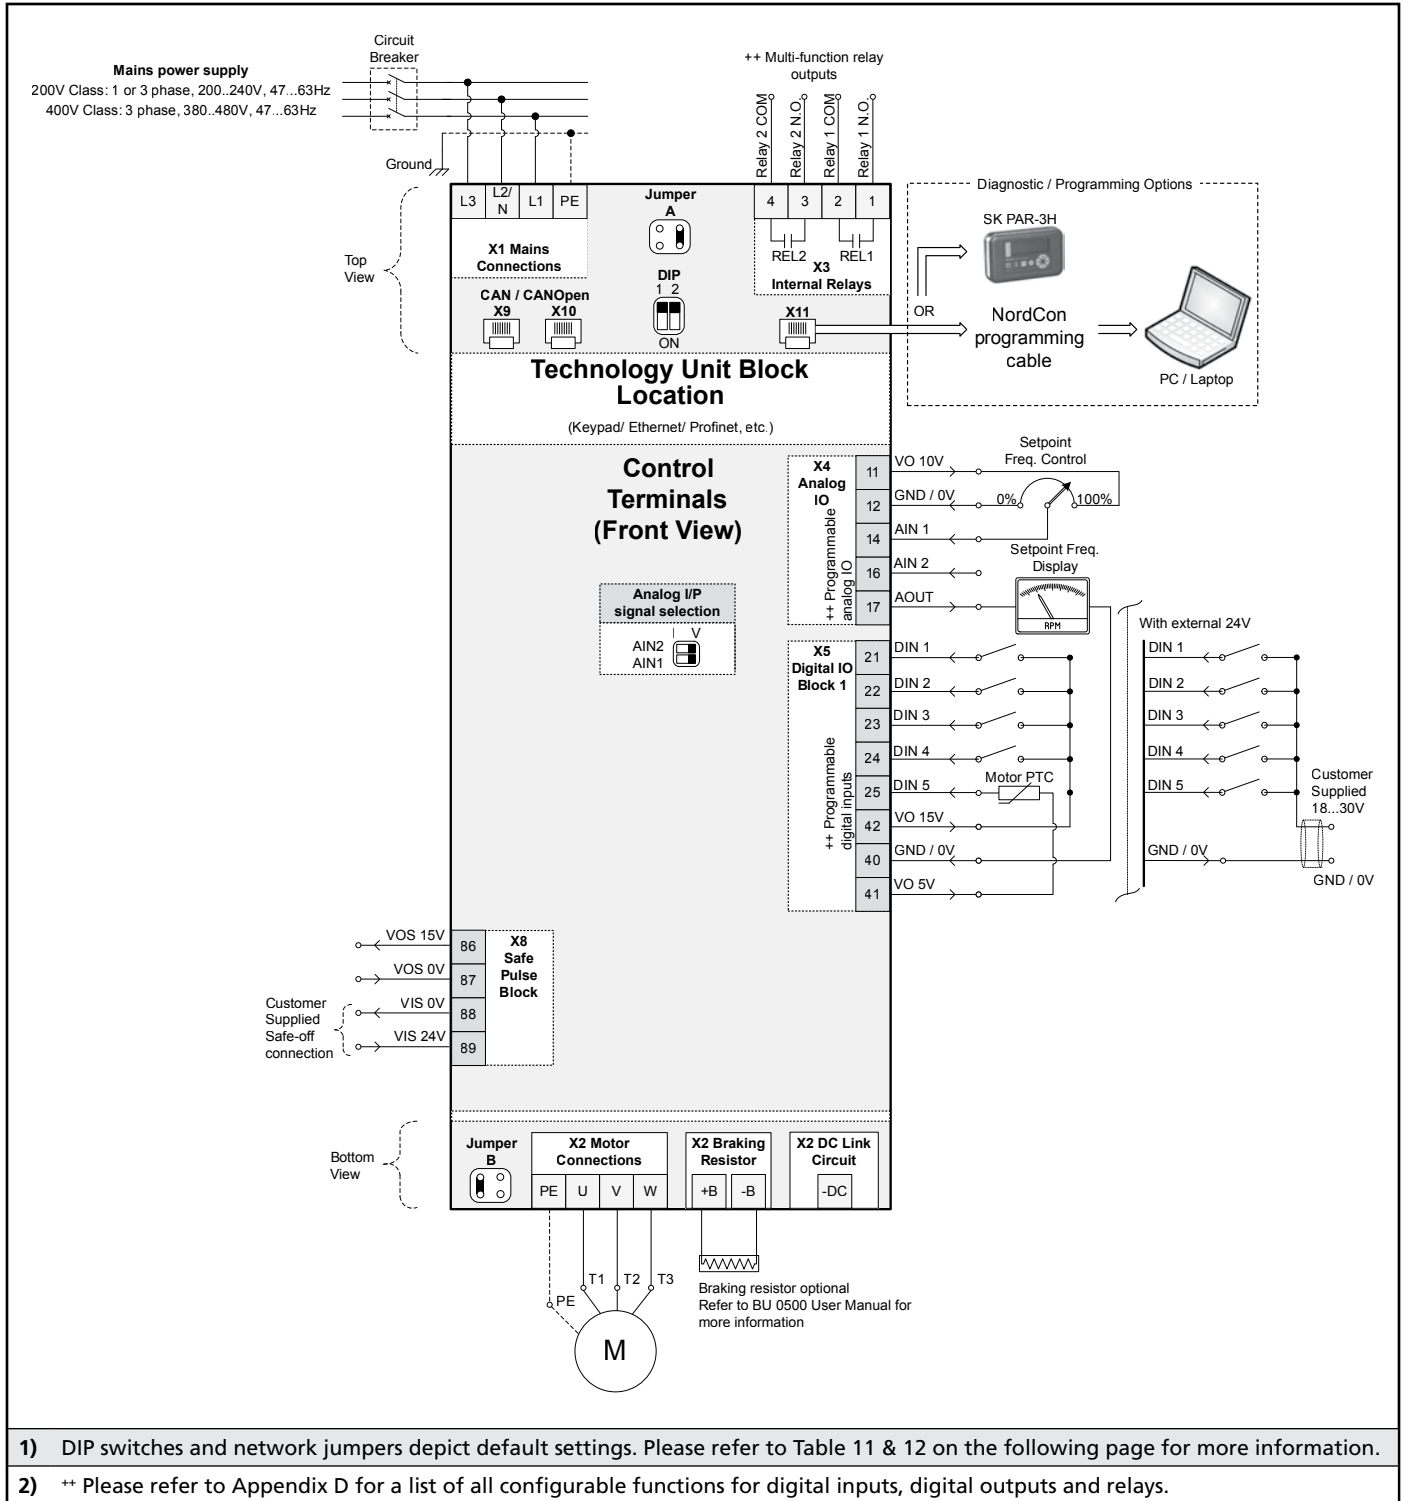 Circuit
Breaker
Mains power supply
200V Class: 1 or 3 phase, 200..240V, 47...63Hz
400V Class: 3 phase, 380..480V, 47...63Hz
Ground
++ Multi-function relay
outputs
Relay 2 COM
Relay 2 N.O.
Relay 1 COM
Relay 1 N.O.
Top
View
L3
L2/
N
L1
PE
X1 Mains
Connections
Jumper
A
4
3
2
1
REL2
REL1
X3
Internal Relays
DIP
1 2
ON
CAN / CANOpen
X9
X10
X11
Diagnostic / Programming Options
SK PAR-3H
OR
NordCon
programming
cable
PC / Laptop
Technology Unit Block
Location
(Keypad/ Ethernet/ Profinet, etc.)
Control
Terminals
(Front View)
Analog I/P
signal selection
I V
AIN2
AIN1
X4
Analog
IO
++ Programmable
analog IO
11
12
14
16
17
VO 10V
GND / 0V
AIN 1
AIN 2
AOUT
Setpoint
Freq. Control
0%
100%
Setpoint Freq.
Display
RPM
X5
Digital IO
Block 1
++ Programmable
digital inputs
21
22
23
24
25
42
40
41
DIN 1
DIN 2
DIN 3
DIN 4
DIN 5
VO 15V
GND / 0V
VO 5V
Motor PTC
With external 24V
DIN 1
DIN 2
DIN 3
DIN 4
DIN 5
GND / 0V
Customer
Supplied
18...30V
GND / 0V
VOS 15V
VOS 0V
VIS 0V
VIS 24V
86
87
88
89
X8
Safe
Pulse
Block
Customer
Supplied
Safe-off
connection
Bottom
View
Jumper
B
X2 Motor
Connections
PE
U
V
W
X2 Braking
Resistor
+B
-B
X2 DC Link
Circuit
-DC
T1
T2
T3
PE
M
Braking resistor optional
Refer to BU 0500 User Manual for
more information
1) DIP switches and network jumpers depict default settings. Please refer to Table 11 & 12 on the following page for more information.
2) ++ Please refer to Appendix D for a list of all configurable functions for digital inputs, digital outputs and relays.